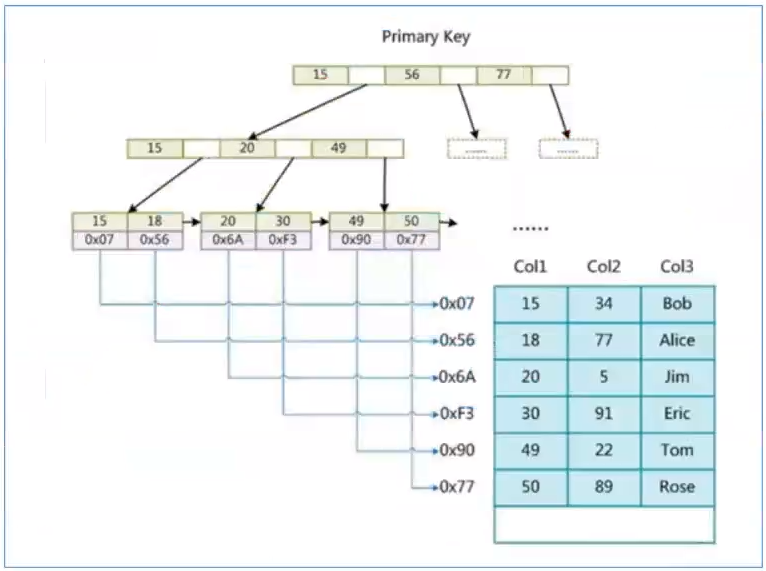 Primary Key
15 56 77
15 20 49
...... ......
15 18 20 30 49 50
0x07 0x56 0x6A 0xF3 0x90 0x77
......
Col1 Col2 Col3
0x07 15 34 Bob
0x56 18 77 Alice
0x6A 20 5 Jim
0xF3 30 91 Eric
0x90 49 22 Tom
0x77 50 89 Rose